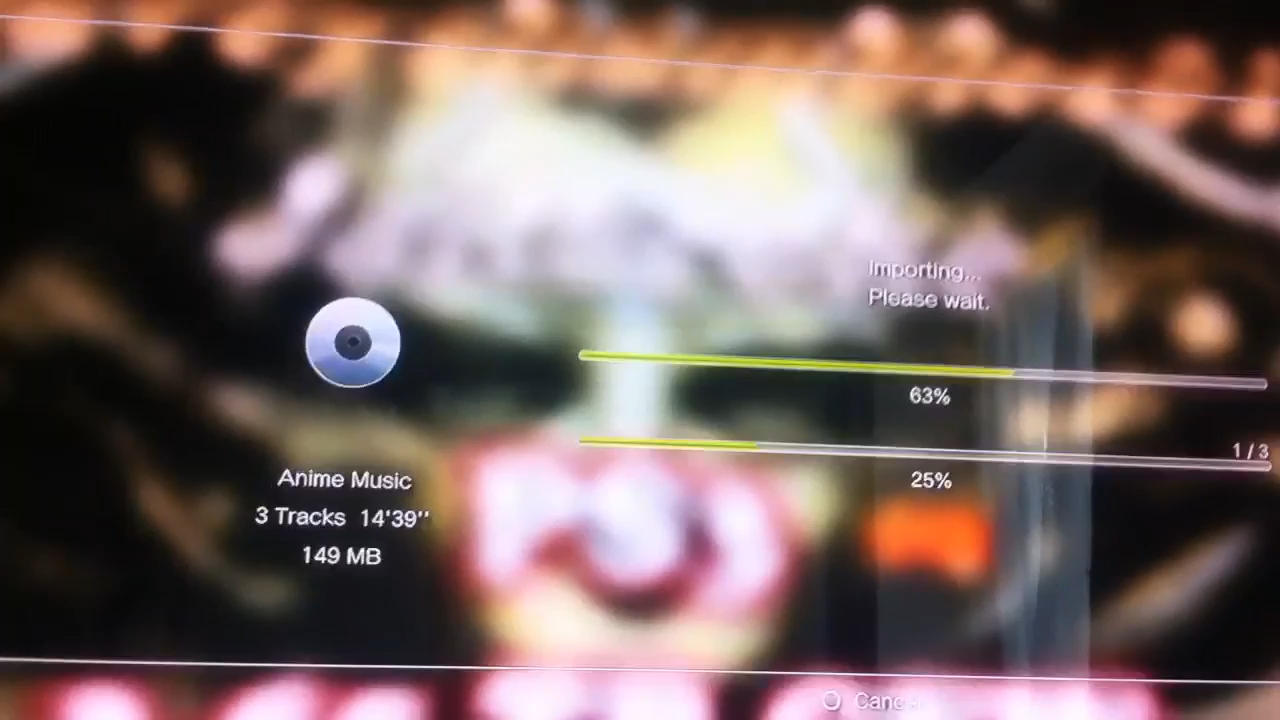 Importing...
Please wait.
63%
1 / 3
25%
Anime Music
3 Tracks 14'39''
149 MB